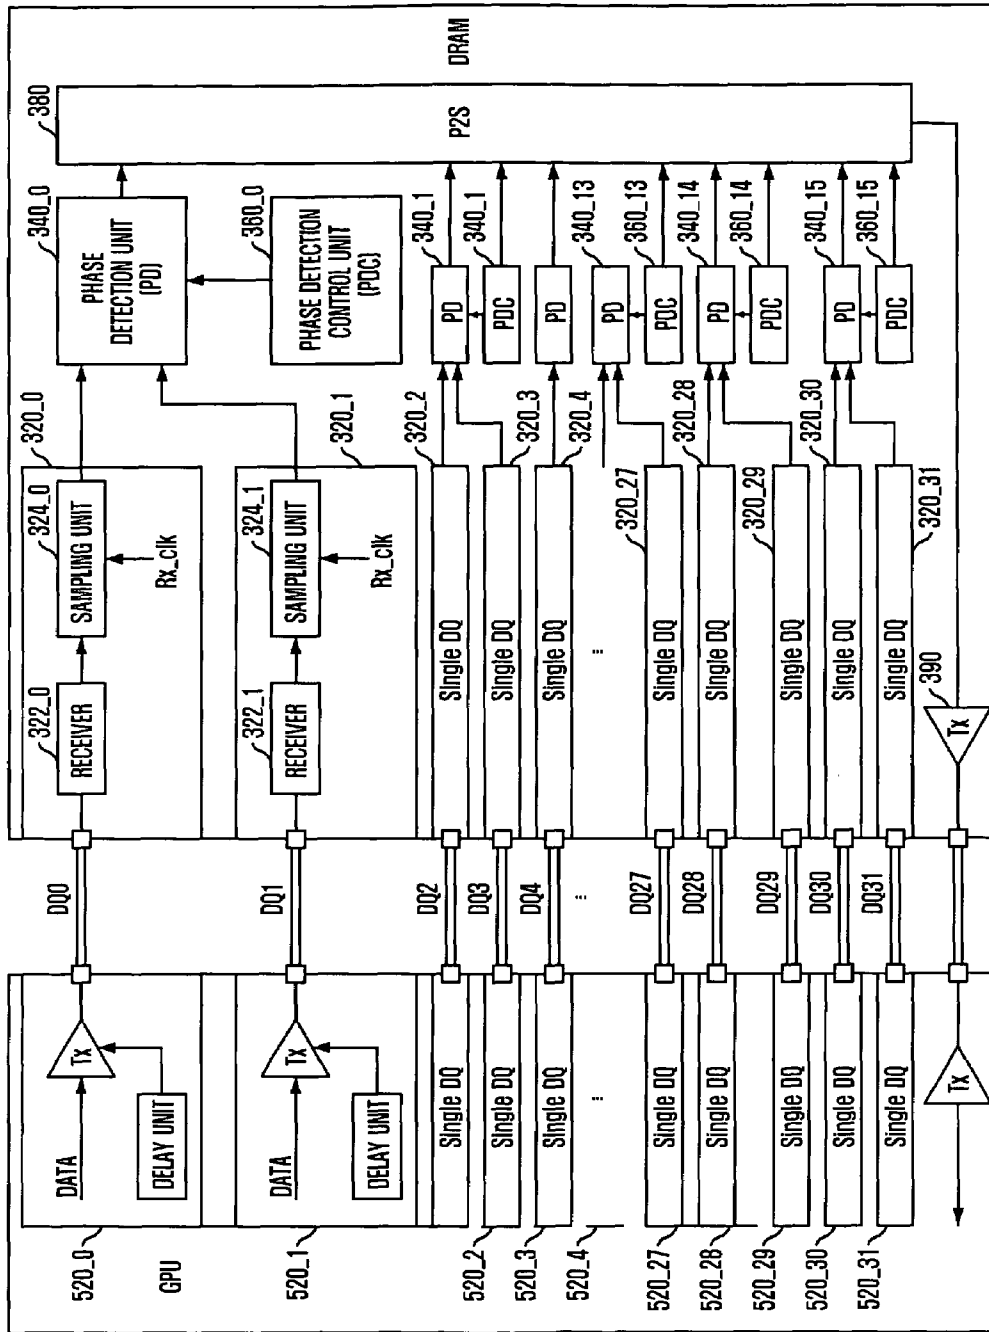 520_31
520_30
520_29
520_28
520_27
520_4
520_3
520_2
520_1
520_0
GPU
Single DQ
Single DQ
Single DQ
Single DQ
Single DQ
...
Single DQ
Single DQ
Single DQ
DATA
DELAY UNIT
DATA
DELAY UNIT
Tx
Tx
Tx
DQ31
DQ30
DQ29
DQ28
DQ27
...
DQ4
DQ3
DQ2
DQ1
DQ0
Tx
390
Single DQ
Single DQ
Single DQ
Single DQ
Single DQ
...
Single DQ
Single DQ
Single DQ
RECEIVER
322_1
RECEIVER
322_0
SAMPLING UNIT
324_1
Rx_clk
SAMPLING UNIT
324_0
Rx_clk
320_31
320_30
320_29
320_28
320_27
320_4
320_3
320_2
320_1
320_0
PDC
PD
PDC
PD
PDC
PD
PD
PDC
PD
PHASE DETECTION CONTROL UNIT (PDC)
PHASE DETECTION UNIT (PD)
360_15
340_15
360_14
340_14
360_13
340_13
340_1
340_1
360_0
340_0
P2S
380
DRAM